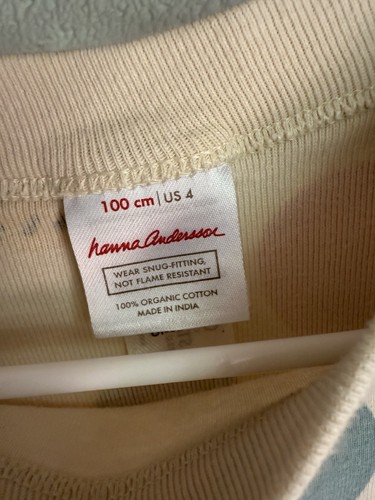 100 cm | US 4
hanna andersson
WEAR SNUG-FITTING,
NOT FLAME RESISTANT
100% ORGANIC COTTON
MADE IN INDIA